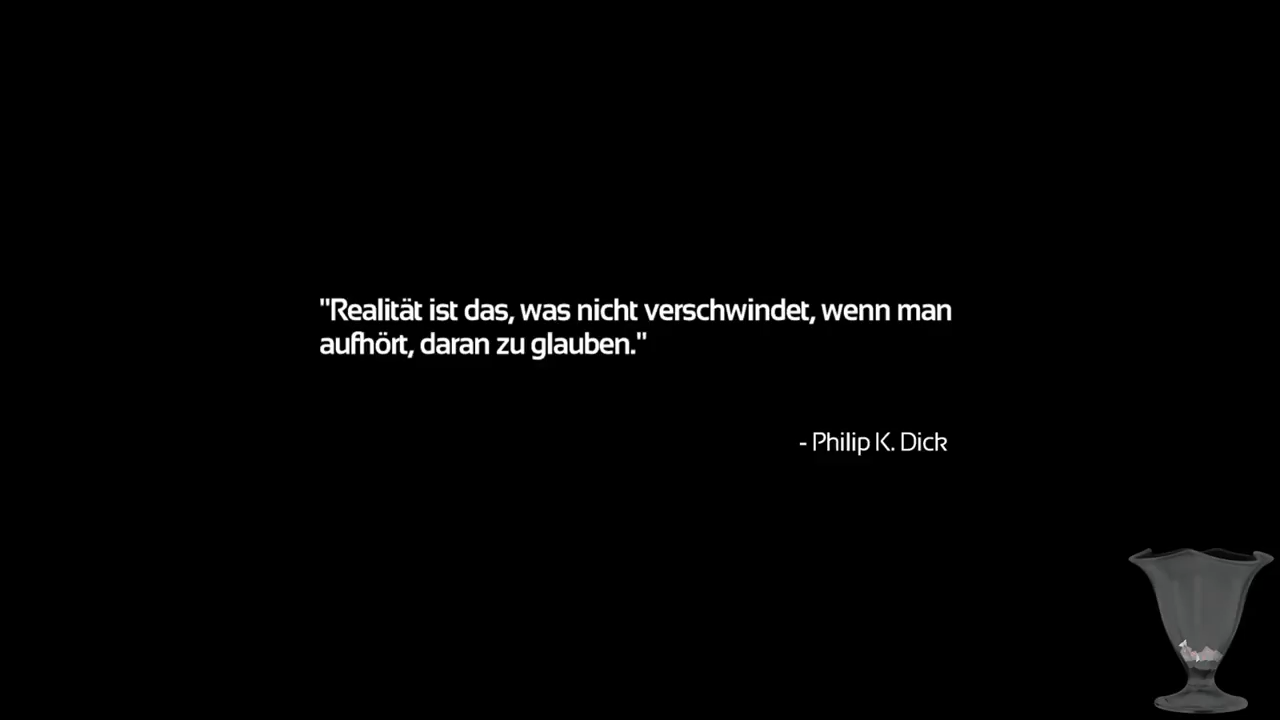 "Realität ist das, was nicht verschwindet, wenn man
aufhört, daran zu glauben."
- Philip K. Dick